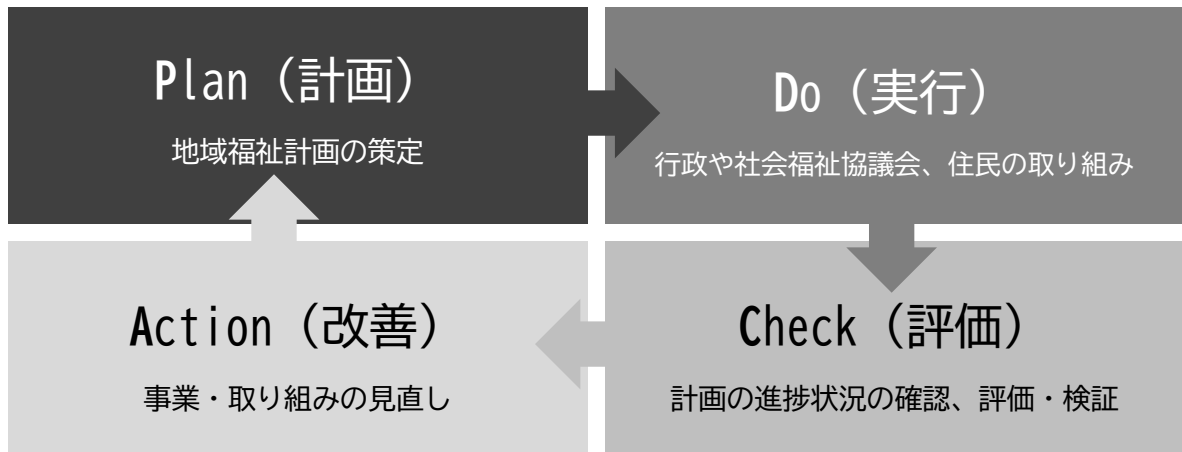 Plan（計画）
地域福祉計画の策定
Do（実行）
行政や社会福祉協議会、住民の取り組み
Action（改善）
事業・取り組みの見直し
Check（評価）
計画の進捗状況の確認、評価・検証